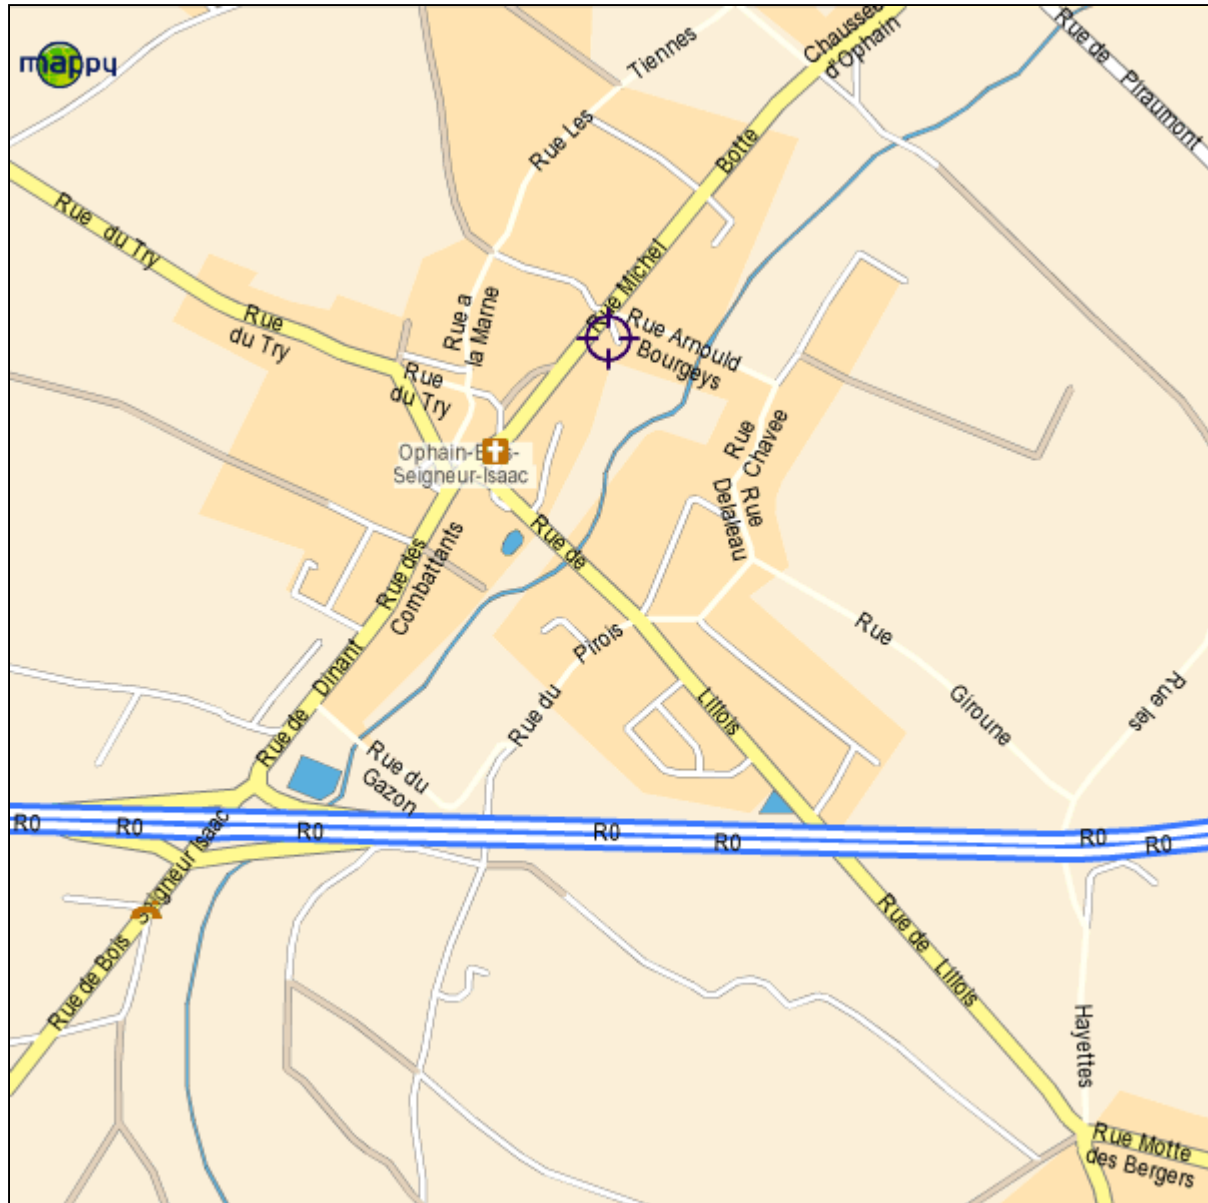 mappy
Chaussee
d'Ophain
Rue de Piraumont
Tiennes
Rue Les
Botte
Rue Michel
Rue du Try
Rue
du Try
Rue a
la Marne
Rue Arnould
Bourgeys
Rue
du Try
Rue
Chavee
Ophain-B
s-
Seigneur-Isaac
Rue
Delaleau
Rue de
Rue des
Combattants
Pirois
Rue
Rue de Dinant
Rue du
Lillois
Giroune
Rue les
Rue du
Gazon
R0
R0
R0
R0
R0
R0
R0
Seigneur Isaac
Rue de Bois
Rue de Lillois
Hayettes
Rue Motte
des Bergers